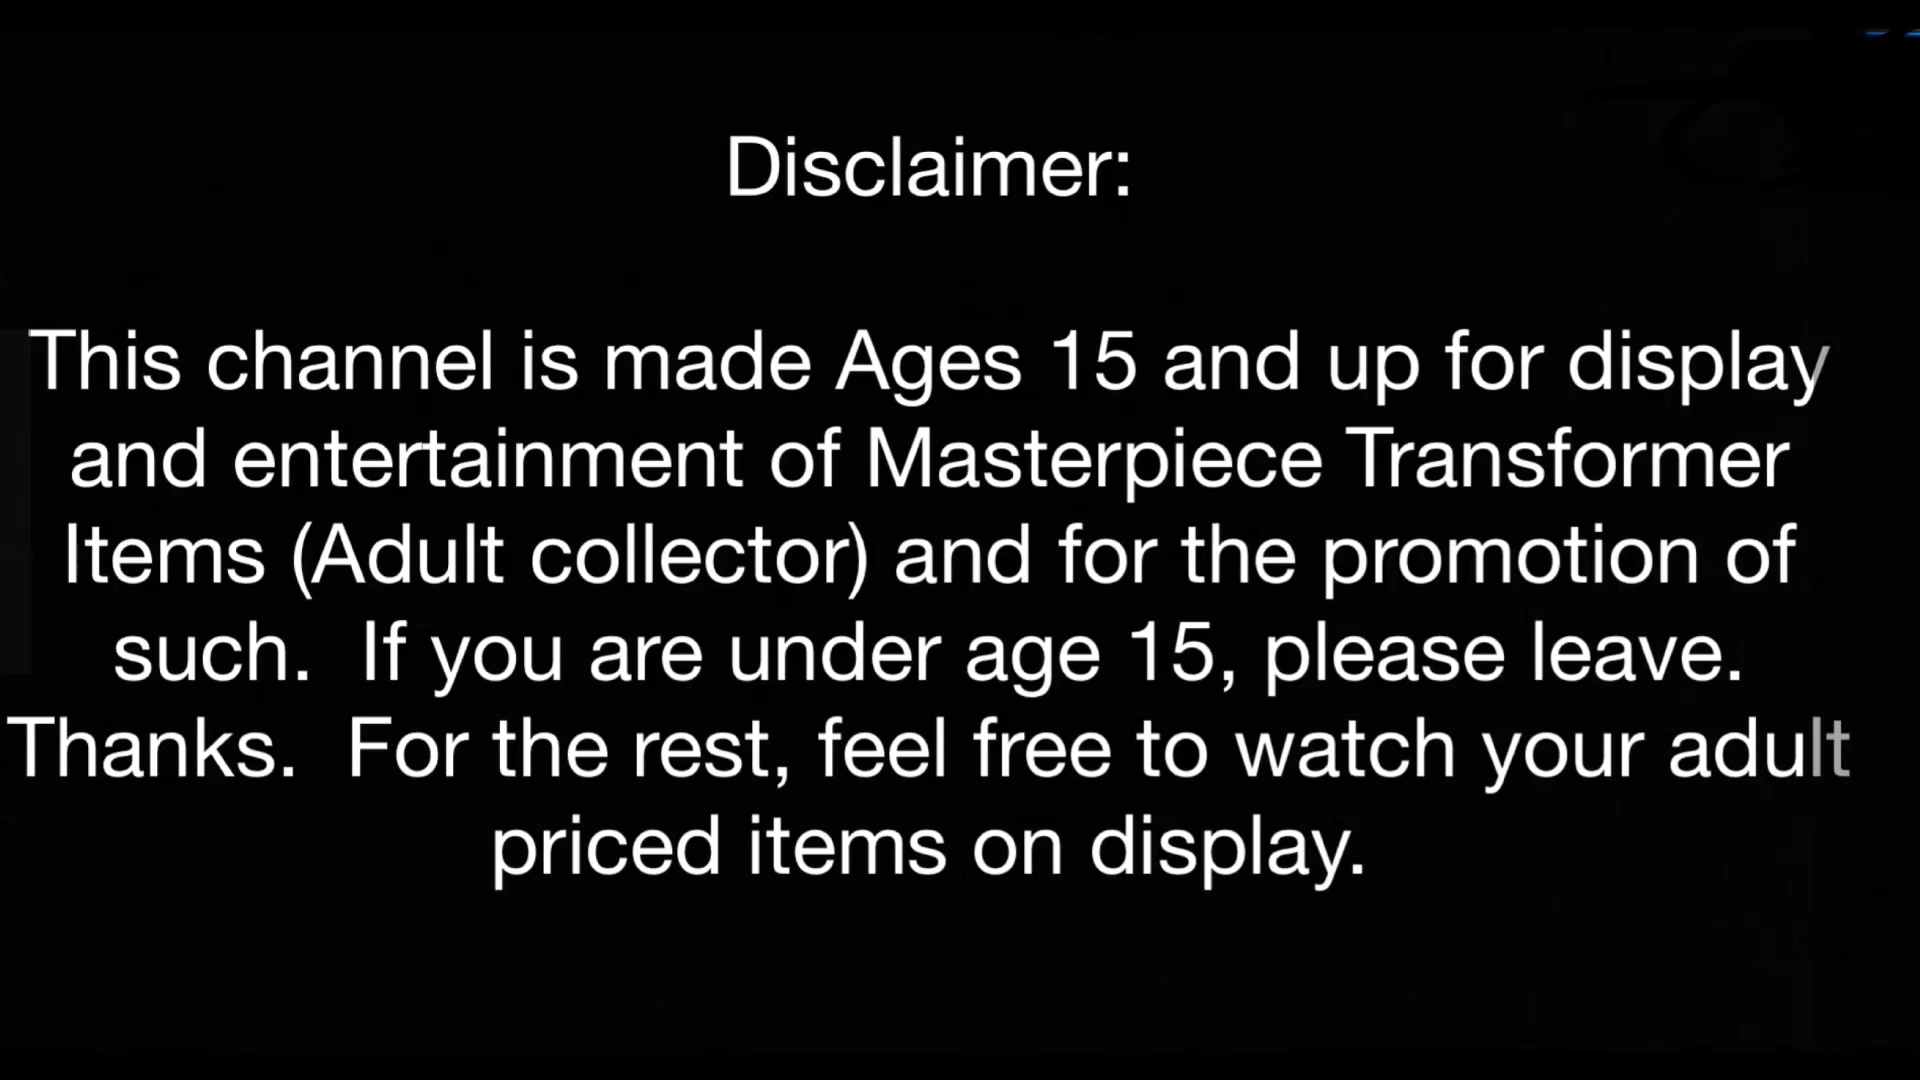 Disclaimer:
This channel is made Ages 15 and up for display
and entertainment of Masterpiece Transformer
Items (Adult collector) and for the promotion of
such.  If you are under age 15, please leave.
Thanks.  For the rest, feel free to watch your adult
priced items on display.